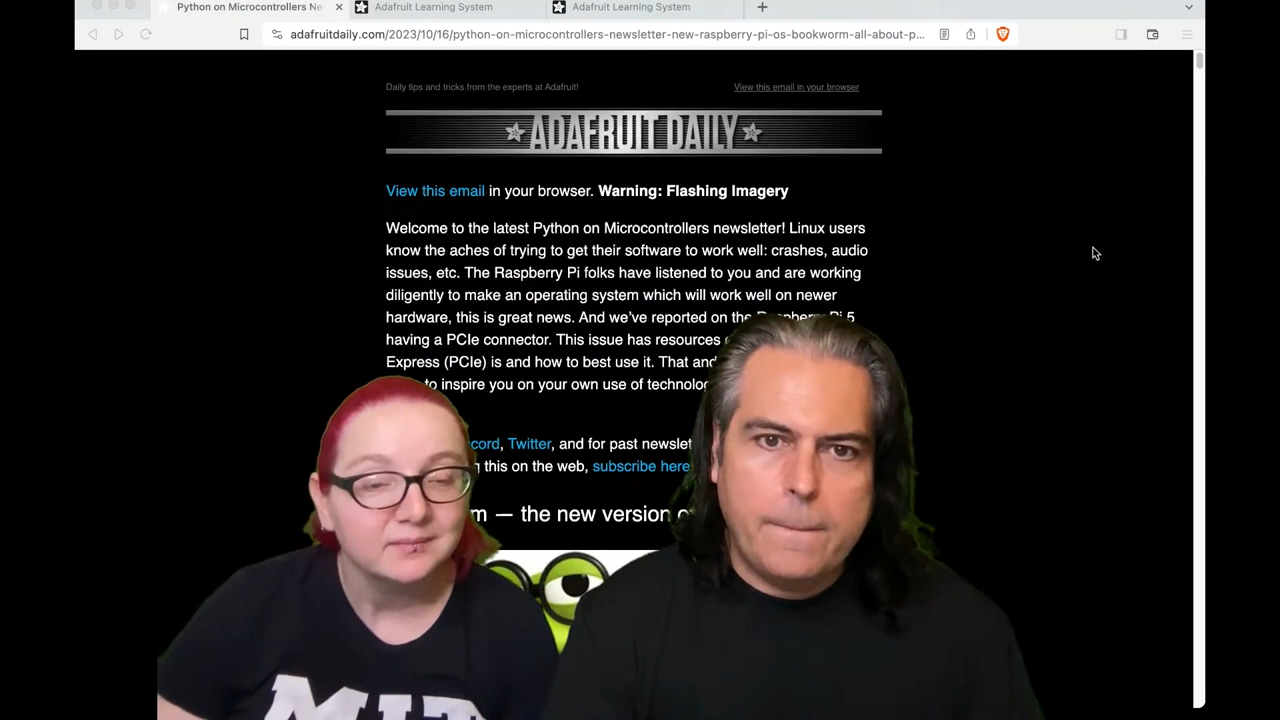 Python on Microcontrollers Ne
Adafruit Learning System
Adafruit Learning System
adafruitdaily.com/2023/10/16/python-on-microcontrollers-newsletter-new-raspberry-pi-os-bookworm-all-about-p...
Daily tips and tricks from the experts at Adafruit!
View this email in your browser
ADAFRUIT DAILY
View this email in your browser. Warning: Flashing Imagery
Welcome to the latest Python on Microcontrollers newsletter! Linux users
know the aches of trying to get their software to work well: crashes, audio
issues, etc. The Raspberry Pi folks have listened to you and are working
diligently to make an operating system which will work well on newer
hardware, this is great news. And we've reported on the Raspberry Pi 5
having a PCIe connector. This issue has resources
Express (PCIe) is and how to best use it. That and
to inspire you on your own use of technolog
cord, Twitter, and for past newslet
g this on the web, subscribe here
m — the new version o
MIT